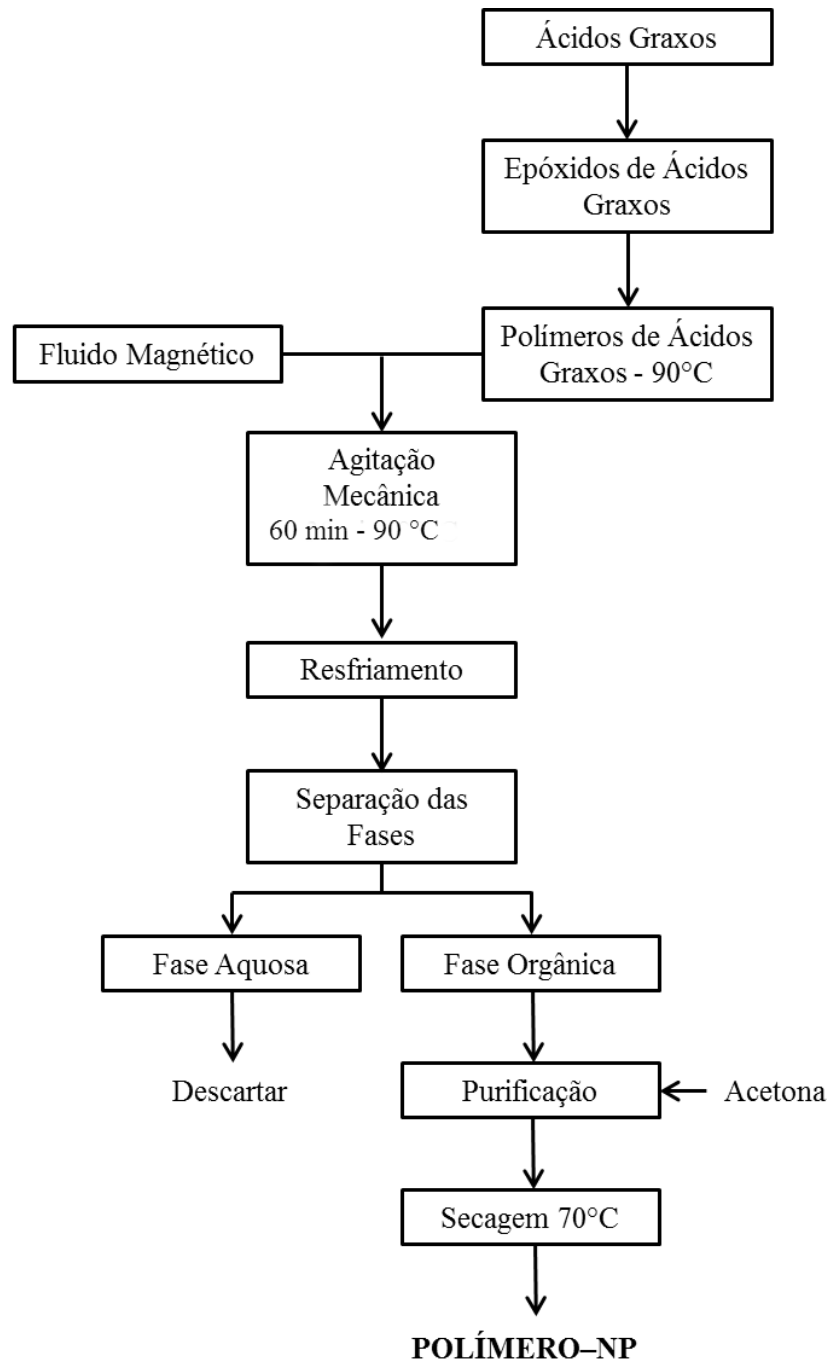 Ácidos Graxos
Epóxidos de Ácidos
Graxos
Fluido Magnético
Polímeros de Ácidos
Graxos - 90°C
Agitação
Mecânica
60 min - 90 °C
Resfriamento
Separação das
Fases
Fase Aquosa
Fase Orgânica
Descartar
Purificação
Acetona
Secagem 70°C
POLÍMERO–NP